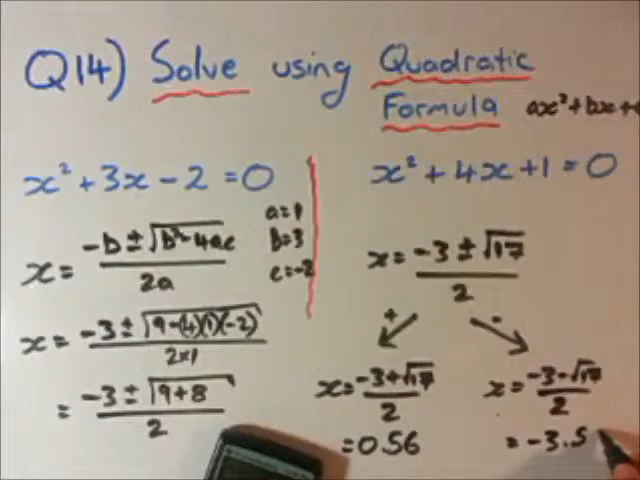 Q14) Solve using Quadratic
Formula ax²+bx+
x²+3x-2=0
a=1
b=3
c=-2
x= -b±√b²-4ac / 2a
x= -3±√9-(4)(1)(-2) / 2×1
= -3±√9+8 / 2
x²+4x+1=0
x= -3±√17 / 2
+ -
x= -3+√17 / 2
=0.56
x= -3-√17 / 2
= -3.5